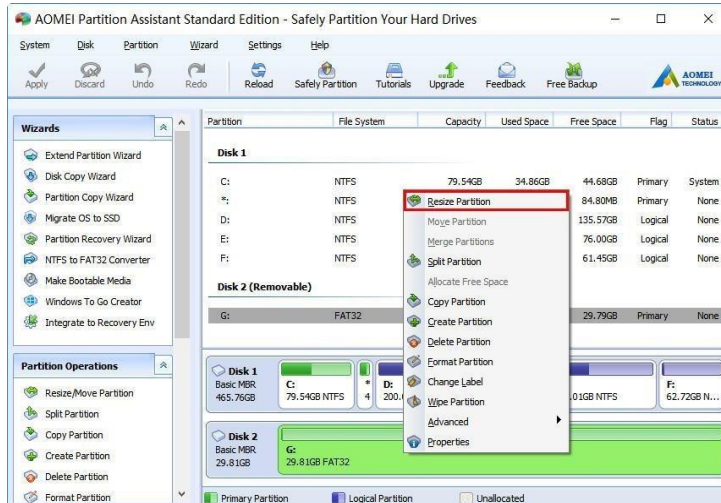 AOMEI Partition Assistant Standard Edition - Safely Partition Your Hard Drives
System Disk Partition Wizard Settings Help
Apply Discard Undo Redo Reload Safely Partition Tutorials Upgrade Feedback Free Backup
AOMEI
TECHNOLOGY
Wizards
Extend Partition Wizard
Disk Copy Wizard
Partition Copy Wizard
Migrate OS to SSD
Partition Recovery Wizard
NTFS to FAT32 Converter
Make Bootable Media
Windows To Go Creator
Integrate to Recovery Env
Partition Operations
Resize/Move Partition
Split Partition
Copy Partition
Create Partition
Delete Partition
Format Partition
Partition File System Capacity Used Space Free Space Flag Status
Disk 1
C: NTFS 79.54GB 34.86GB 44.68GB Primary System
*: NTFS 84.80MB Primary None
D: NTFS 135.57GB Logical None
E: NTFS 76.00GB Logical None
F: NTFS 61.45GB Logical None
Disk 2 (Removable)
G: FAT32 29.79GB Primary None
Resize Partition
Move Partition
Merge Partitions
Split Partition
Allocate Free Space
Copy Partition
Create Partition
Delete Partition
Format Partition
Change Label
Wipe Partition
Advanced
Properties
Disk 1
Basic MBR
465.76GB
C:
79.54GB NTFS
*
4
D:
200.
.01GB NTFS
F:
62.72GB N...
Disk 2
Basic MBR
29.81GB
G:
29.81GB FAT32
Primary Partition Logical Partition Unallocated